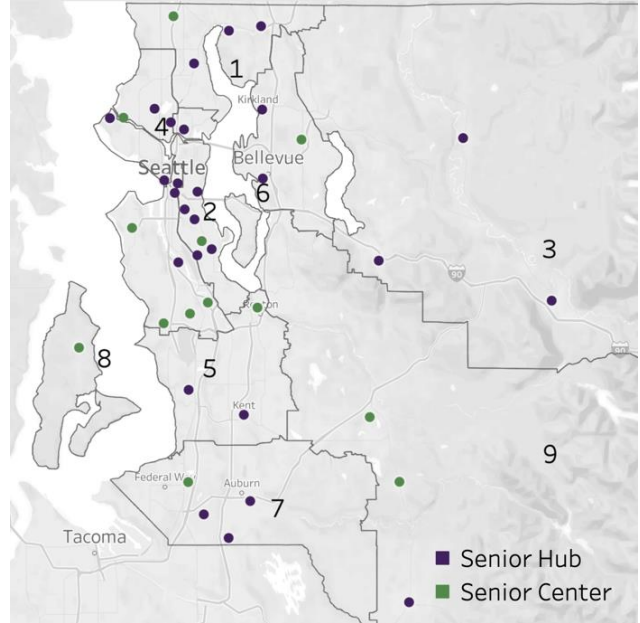 1
Kirkland
4
Seattle
Bellevue
6
2
3
90
Renton
90
8
5
Kent
9
Federal W
Auburn
7
Tacoma
Senior Hub
Senior Center